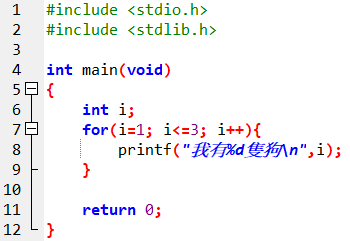 1 #include <stdio.h>
2 #include <stdlib.h>
3
4 int main(void)
5 {
6 int i;
7 for(i=1; i<=3; i++){
8 printf("我有%d隻狗\n",i);
9 }
10
11 return 0;
12 }